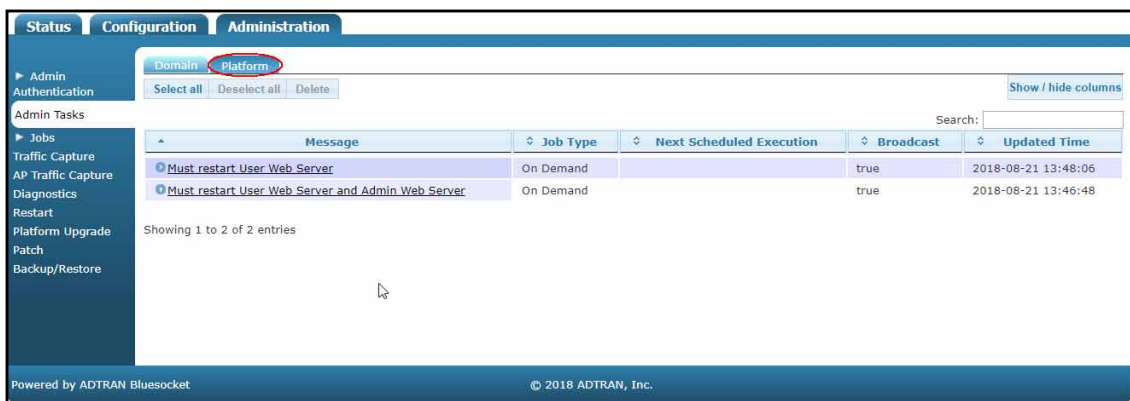 Status Configuration Administration
Domain Platform
Select all Deselect all Delete
Show / hide columns
Search:
Admin
Authentication
Admin Tasks
Jobs
Traffic Capture
AP Traffic Capture
Diagnostics
Restart
Platform Upgrade
Patch
Backup/Restore
Message Job Type Next Scheduled Execution Broadcast Updated Time
Must restart User Web Server On Demand true 2018-08-21 13:48:06
Must restart User Web Server and Admin Web Server On Demand true 2018-08-21 13:46:48
Showing 1 to 2 of 2 entries
Powered by ADTRAN Bluesocket © 2018 ADTRAN, Inc.